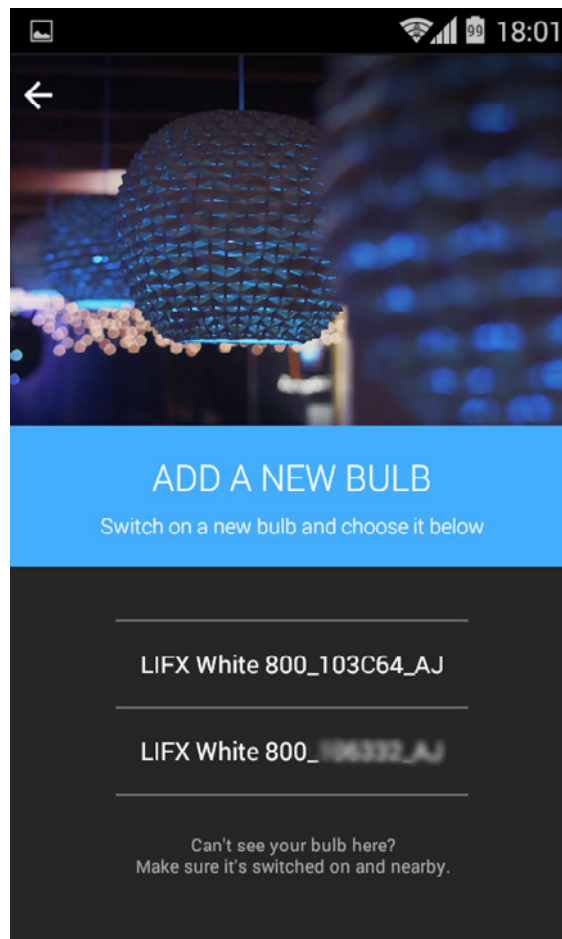 99 18:01
ADD A NEW BULB
Switch on a new bulb and choose it below
LIFX White 800_103C64_AJ
LIFX White 800_
Can't see your bulb here?
Make sure it's switched on and nearby.